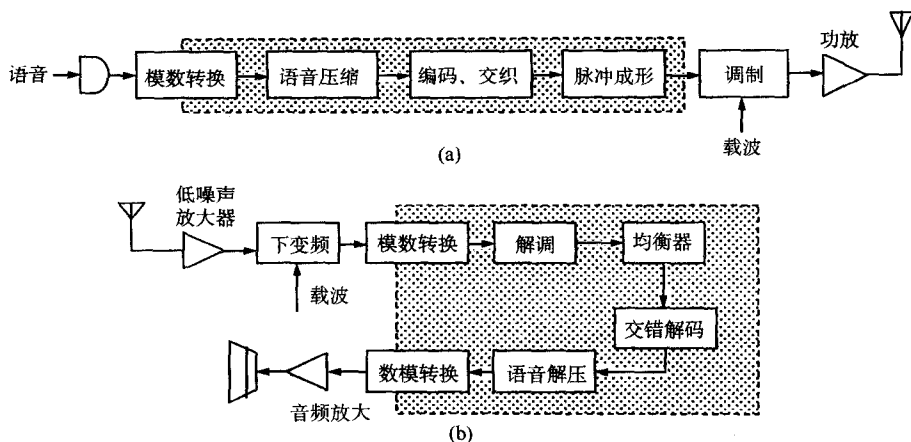 语音
模数转换
语音压缩
编码、交织
脉冲成形
调制
功放
载波
(a)
低噪声
放大器
下变频
模数转换
解调
均衡器
载波
交错解码
数模转换
语音解压
音频放大
(b)